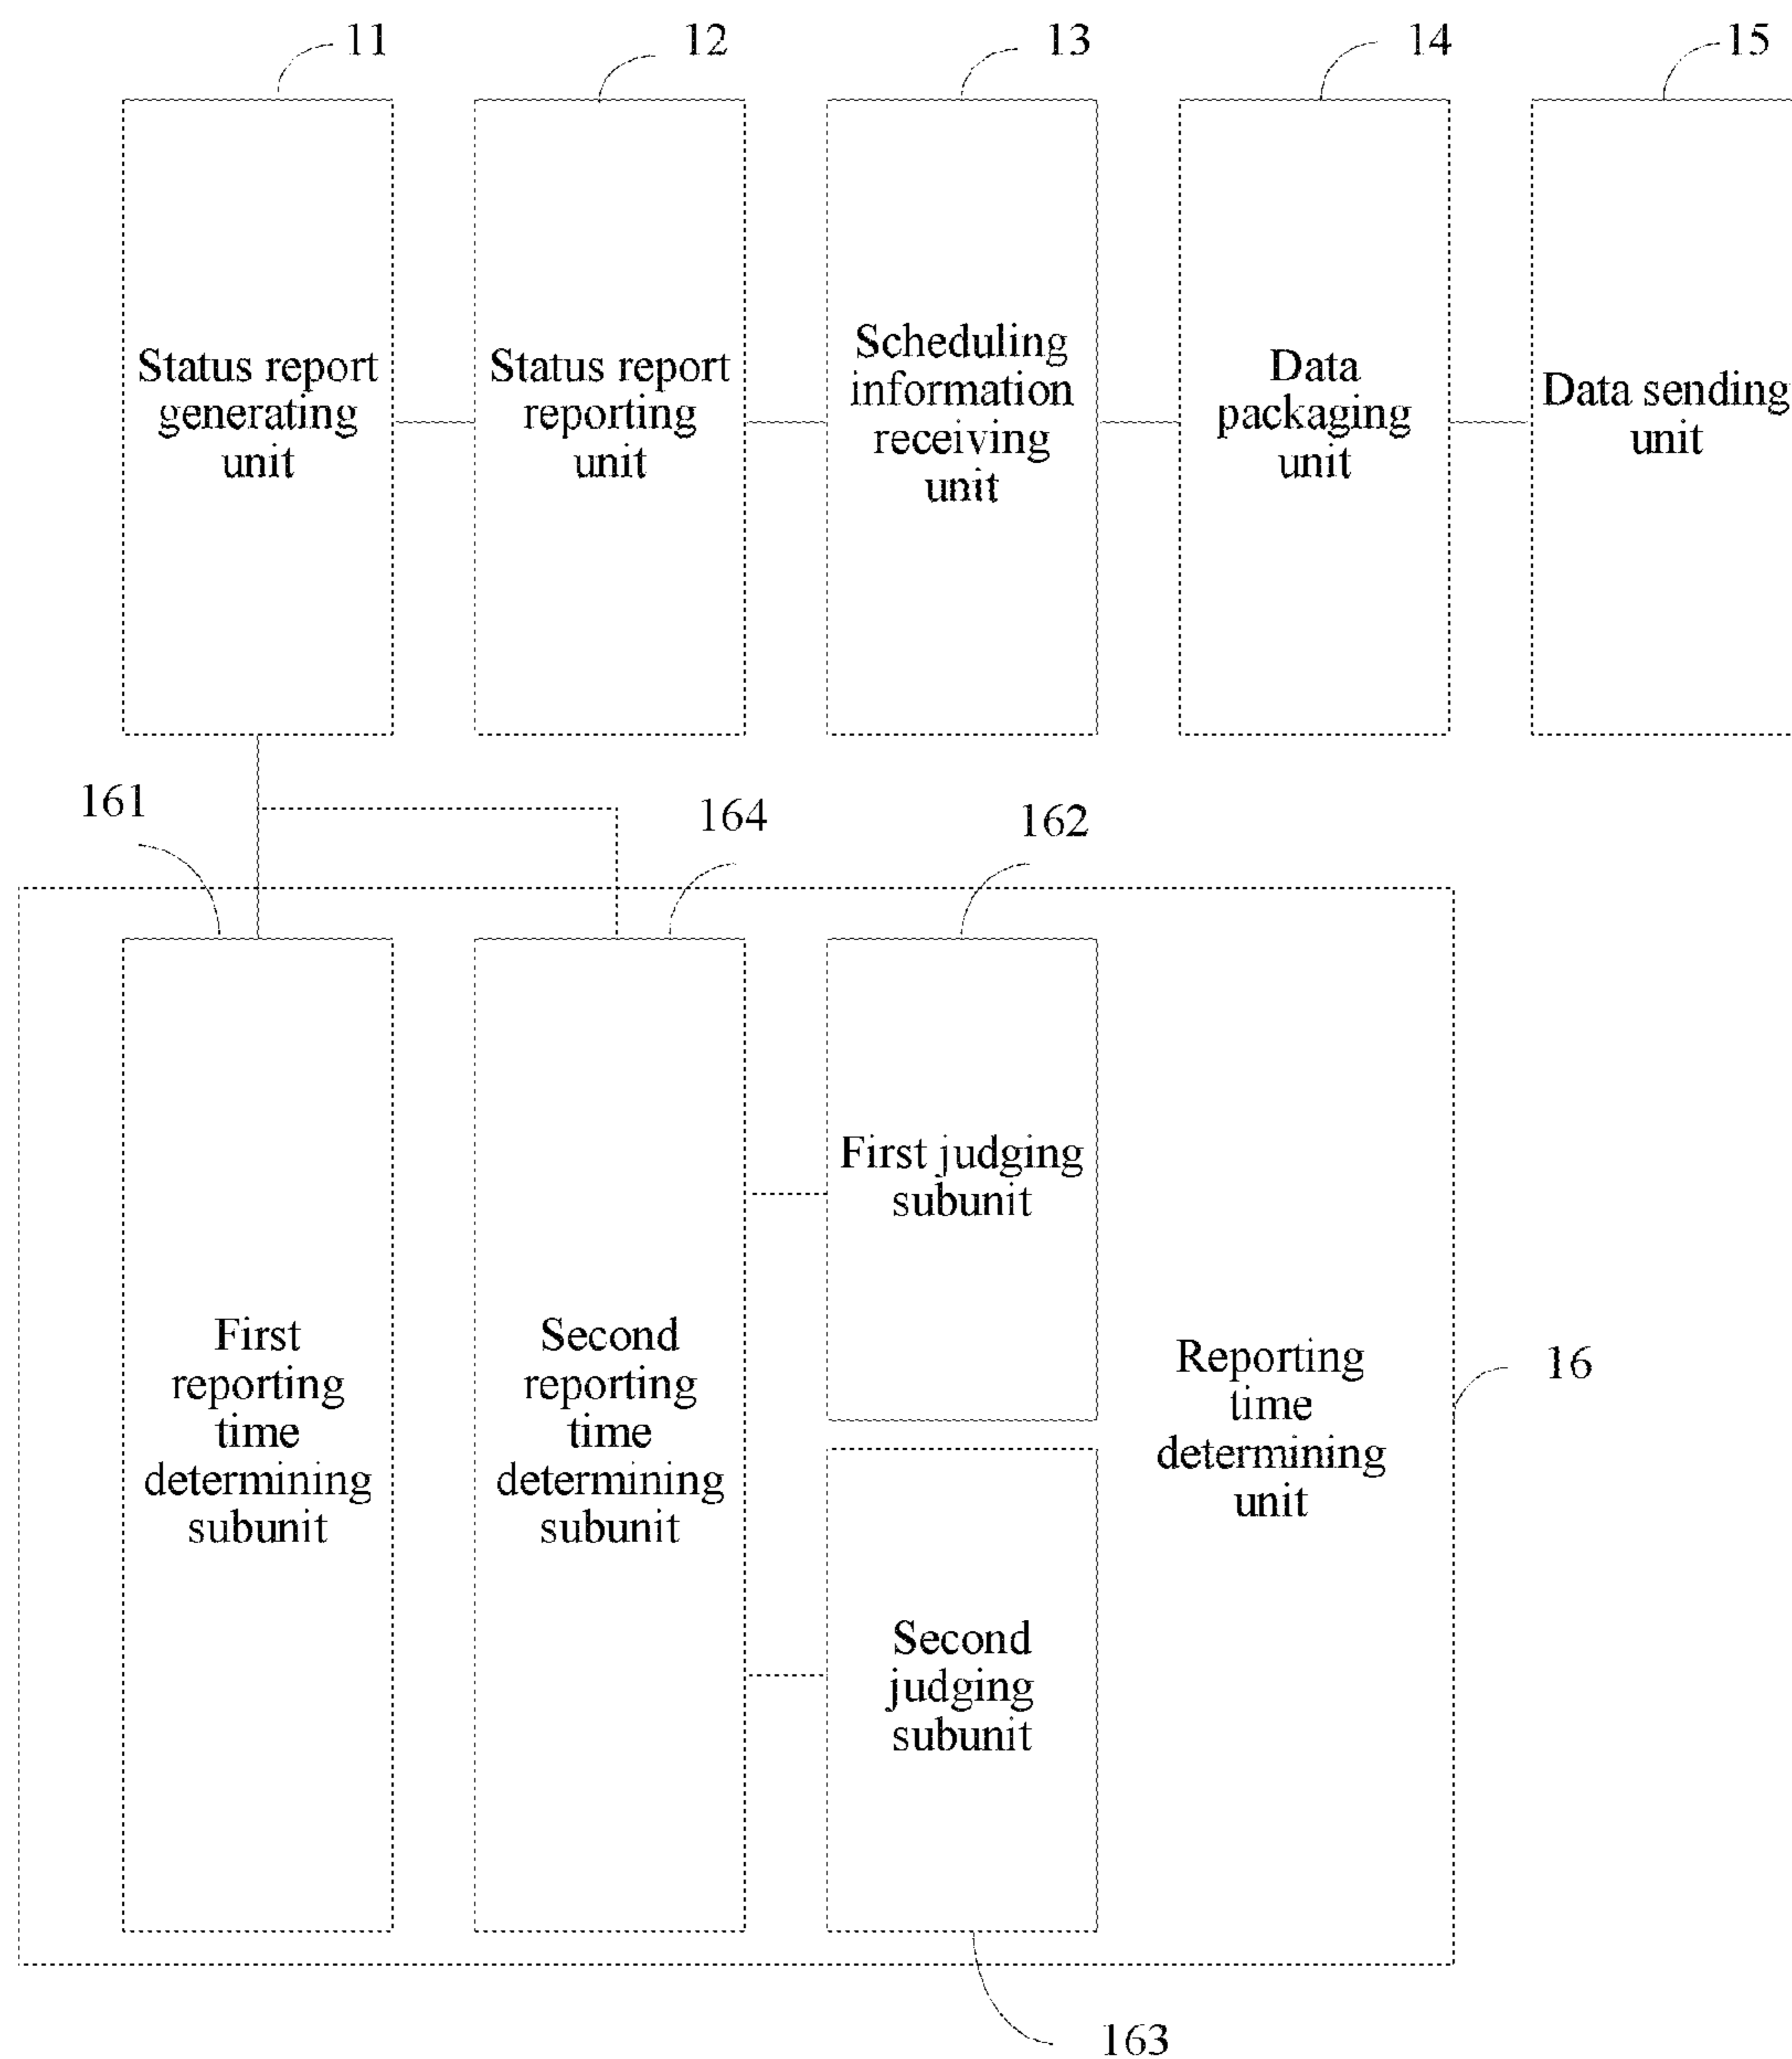 11
12
13
14
15
Status report
generating
unit
Status report
reporting
unit
Scheduling
information
receiving
unit
Data
packaging
unit
Data sending
unit
161
164
162
First
reporting
time
determining
subunit
Second
reporting
time
determining
subunit
First judging
subunit
Second
judging
subunit
Reporting
time
determining
unit
16
163